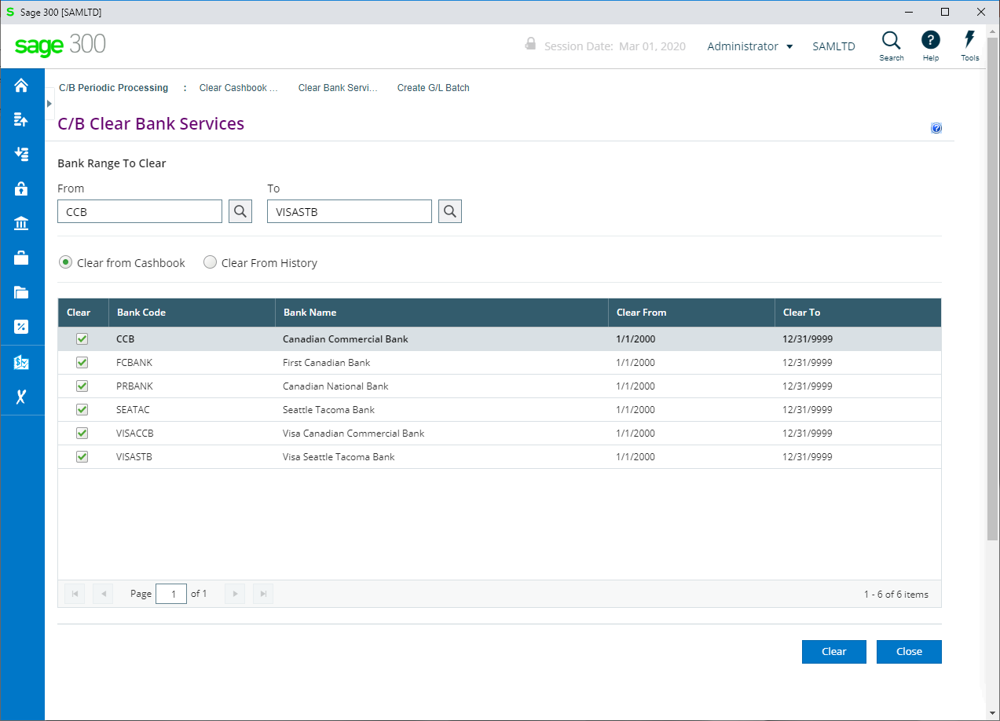 S Sage 300 [SAMLTD]
sage 300
Session Date: Mar 01, 2020 Administrator SAMLTD Search ? Help Tools
C/B Periodic Processing : Clear Cashbook ... Clear Bank Servi... Create G/L Batch
C/B Clear Bank Services ?
Bank Range To Clear
From To
CCB VISASTB
Clear from Cashbook Clear From History
Clear Bank Code Bank Name Clear From Clear To
CCB Canadian Commercial Bank 1/1/2000 12/31/9999
FCBANK First Canadian Bank 1/1/2000 12/31/9999
PRBANK Canadian National Bank 1/1/2000 12/31/9999
SEATAC Seattle Tacoma Bank 1/1/2000 12/31/9999
VISACCB Visa Canadian Commercial Bank 1/1/2000 12/31/9999
VISASTB Visa Seattle Tacoma Bank 1/1/2000 12/31/9999
Page 1 of 1 1 - 6 of 6 items
Clear Close